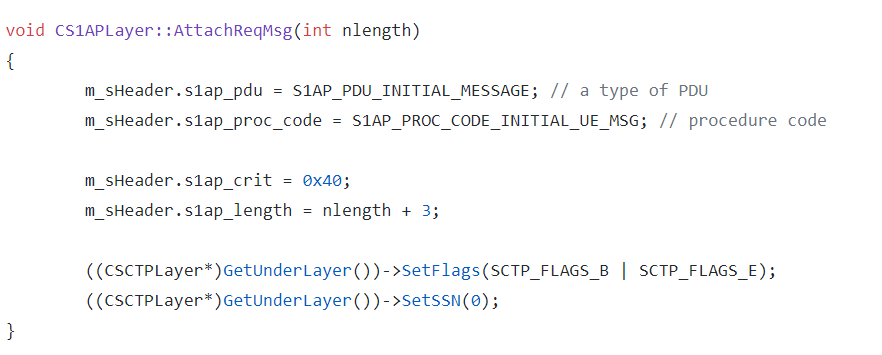 void CS1APLayer::AttachReqMsg(int nlength)
{
m_sHeader.s1ap_pdu = S1AP_PDU_INITIAL_MESSAGE; // a type of PDU
m_sHeader.s1ap_proc_code = S1AP_PROC_CODE_INITIAL_UE_MSG; // procedure code
m_sHeader.s1ap_crit = 0x40;
m_sHeader.s1ap_length = nlength + 3;
((CSCTPLayer*)GetUnderLayer())->SetFlags(SCTP_FLAGS_B | SCTP_FLAGS_E);
((CSCTPLayer*)GetUnderLayer())->SetSSN(0);
}